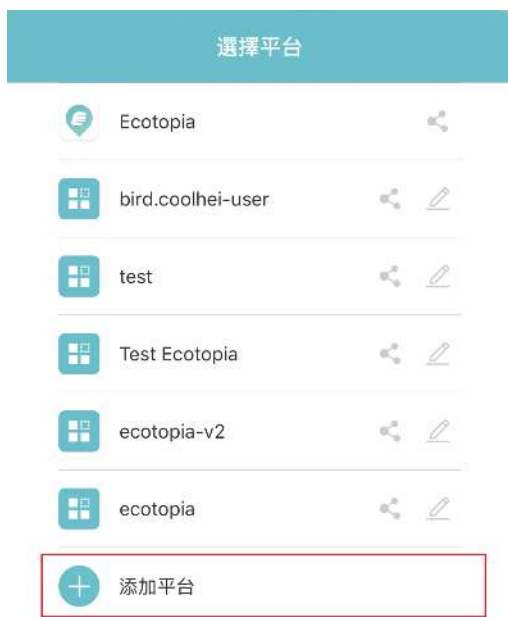 選擇平台
Ecotopia
bird.coolhei-user
test
Test Ecotopia
ecotopia-v2
ecotopia
添加平台